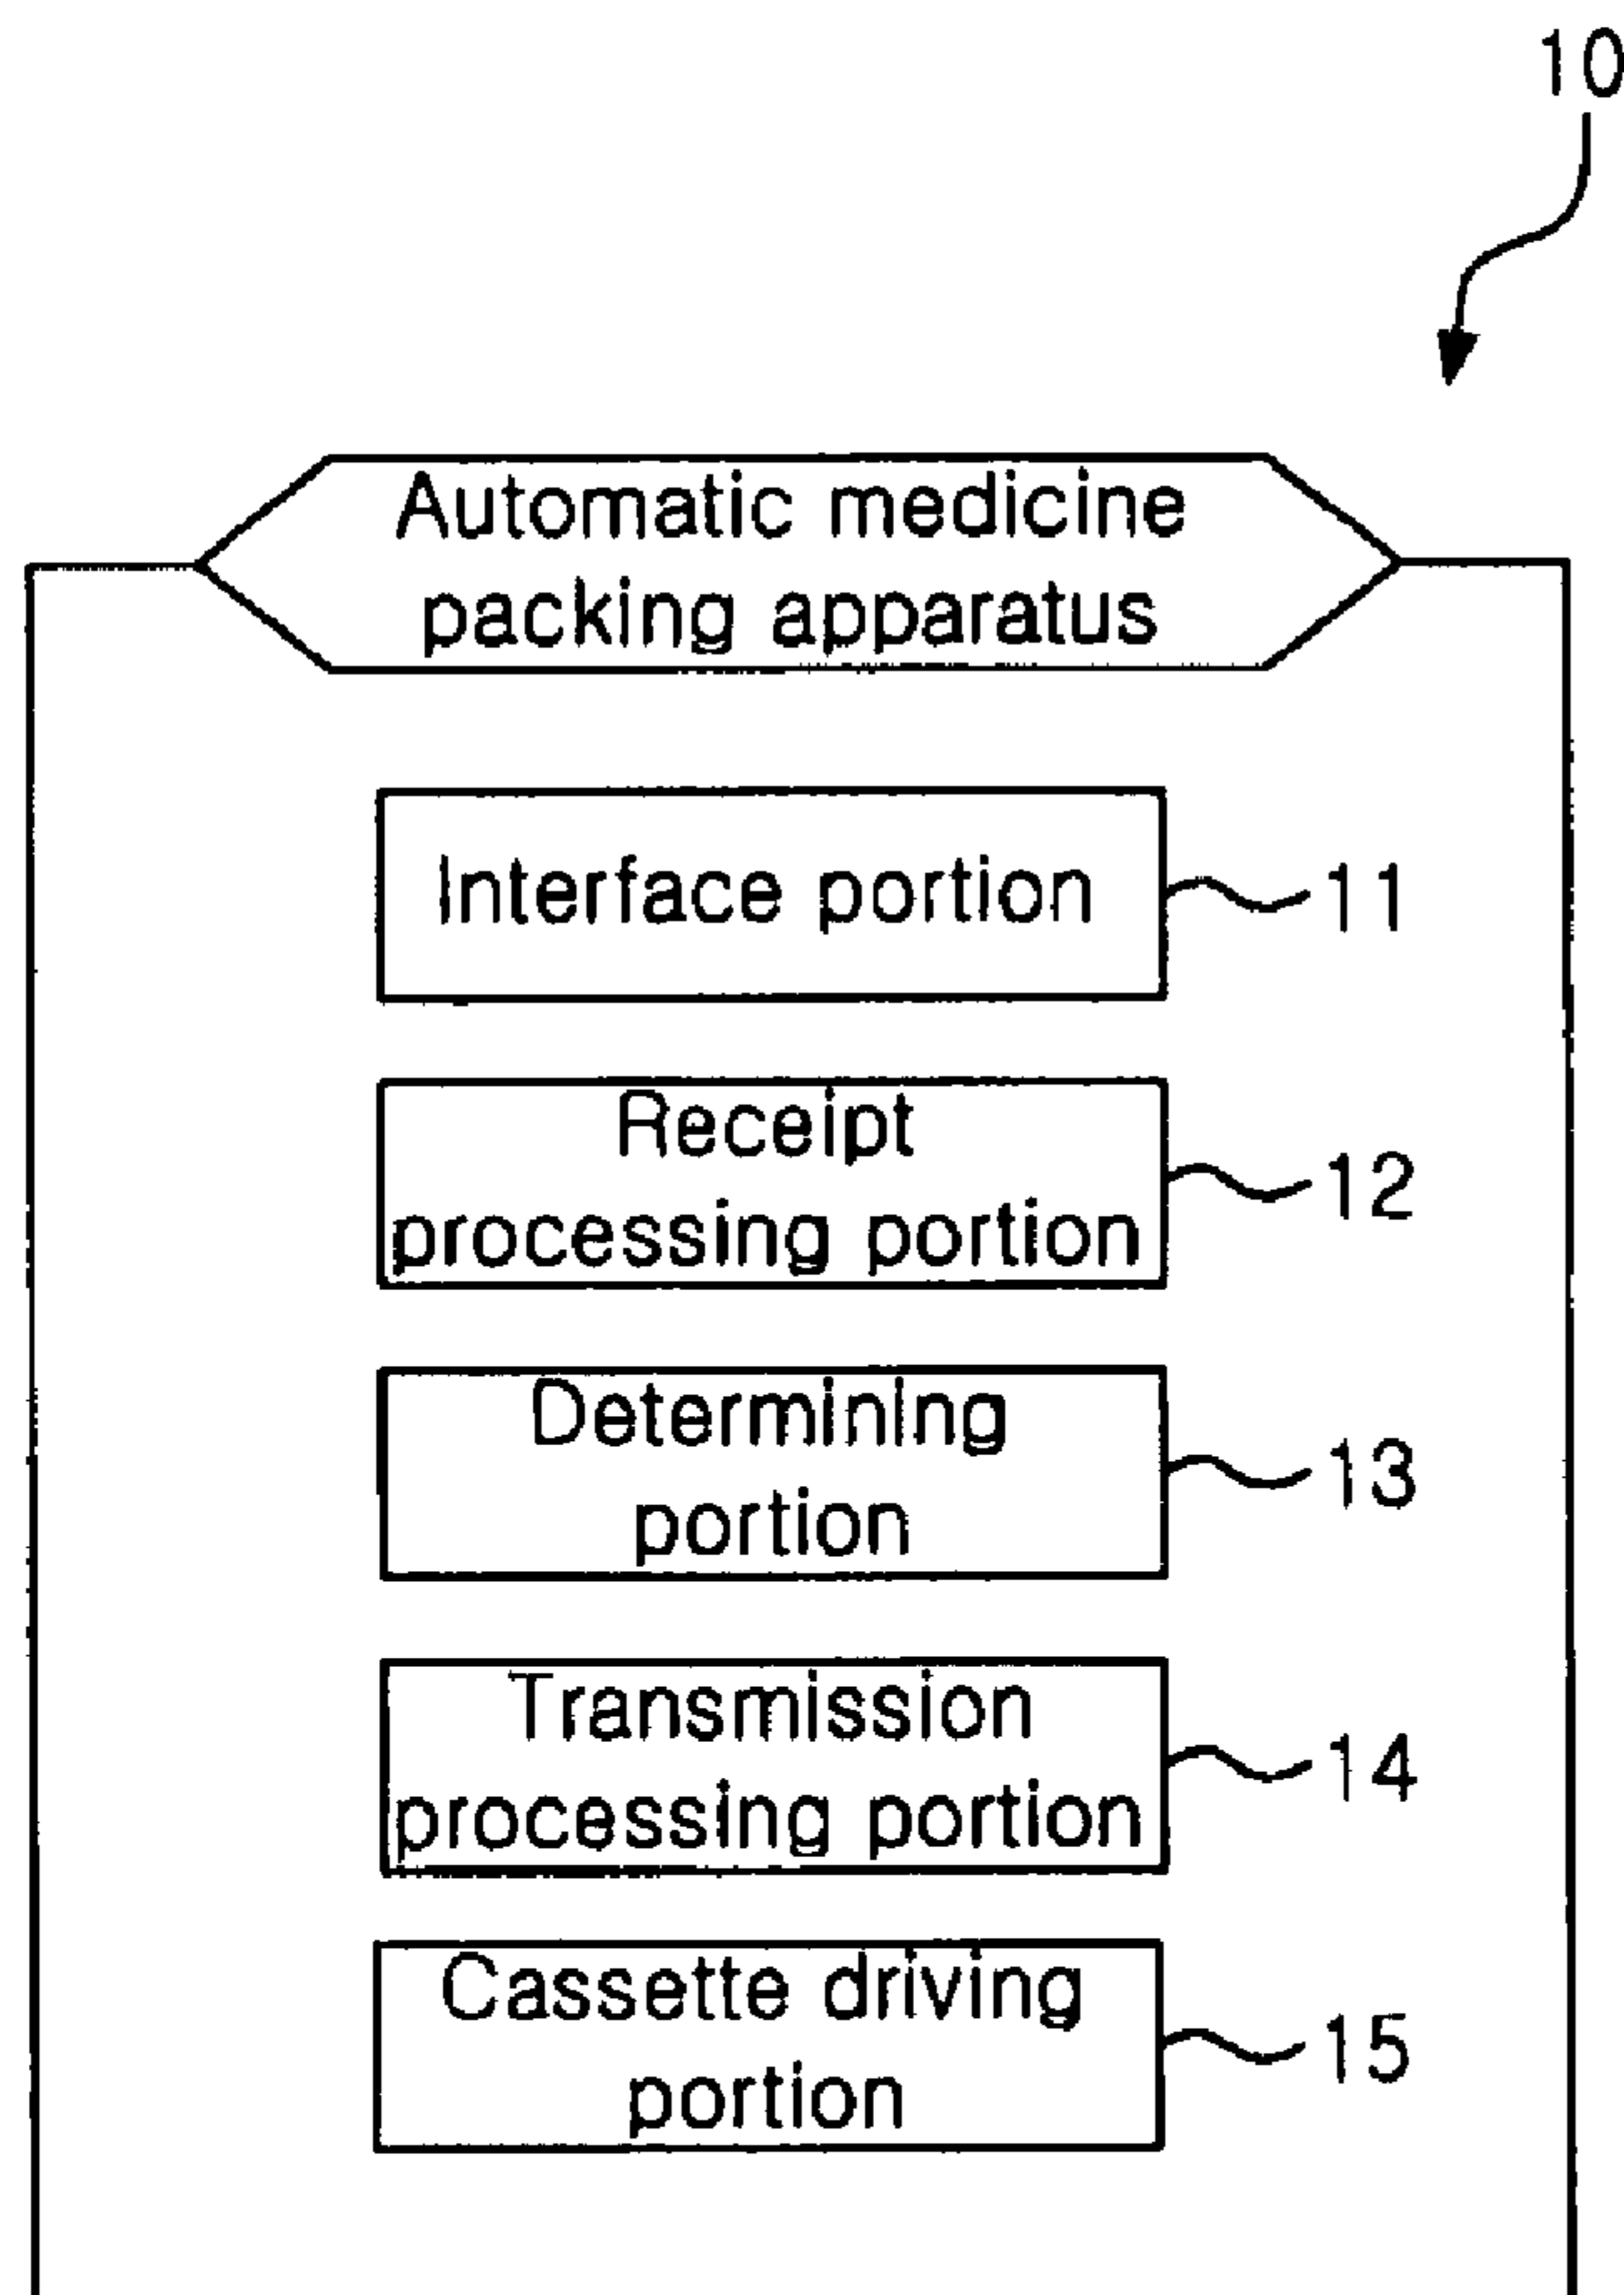 10
Automatic medicine
packing apparatus
Interface portion
11
Receipt
processing portion
12
Determining
portion
13
Transmission
processing portion
14
Cassette driving
portion
15